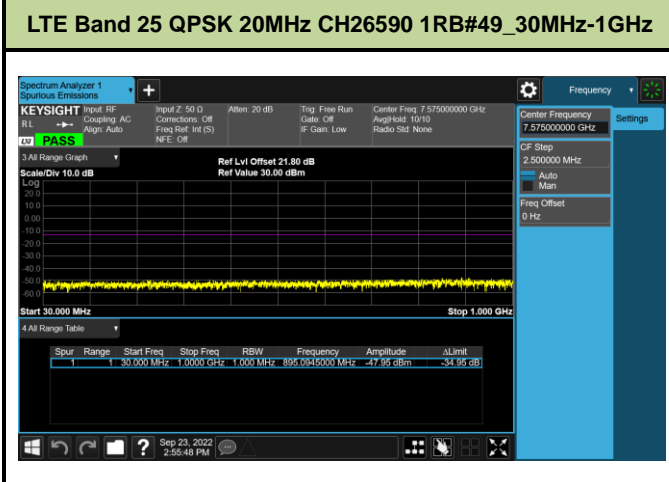 LTE Band 25 QPSK 20MHz CH26590 1RB#49_30MHz-1GHz
Spectrum Analyzer 1
Spurious Emissions
+
Frequency
KEYSIGHT Input: RF Input Z: 50 Ω Atten: 20 dB Trig: Free Run Center Freq: 7.575000000 GHz
RL Coupling: AC Corrections: Off Gate: Off Avg|Hold: 10/10
Align: Auto Freq Ref: Int (S) IF Gain: Low Radio Std: None
LXI PASS NFE: Off
Center Frequency
7.575000000 GHz
Settings
CF Step
2.500000 MHz
Auto
Man
Freq Offset
0 Hz
3 All Range Graph
Ref Lvl Offset 21.80 dB
Scale/Div 10.0 dB Ref Value 30.00 dBm
Log
20.0
10.0
0.00
-10.0
-20.0
-30.0
-40.0
-50.0
-60.0
Start 30.000 MHz Stop 1.000 GHz
4 All Range Table
Spur Range Start Freq Stop Freq RBW Frequency Amplitude ΔLimit
1 1 30.000 MHz 1.0000 GHz 1.000 MHz 895.0945000 MHz -47.95 dBm -34.95 dB
? Sep 23, 2022
2:55:48 PM